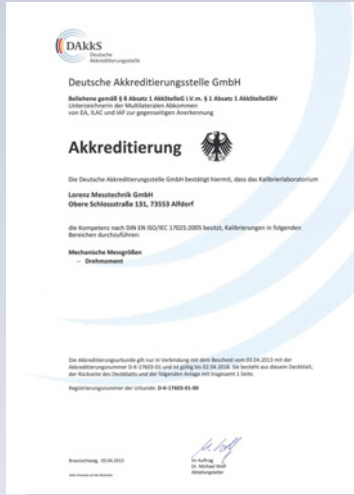 DAkkS
Deutsche
Akkreditierungsstelle
Deutsche Akkreditierungsstelle GmbH
Beliehene gemäß § 8 Absatz 1 AkkStelleG i.V.m. § 1 Absatz 1 AkkStelleGBV
Unterzeichnerin der Multilateralen Abkommen
von EA, ILAC und IAF zur gegenseitigen Anerkennung
Akkreditierung
Die Deutsche Akkreditierungsstelle GmbH bestätigt hiermit, dass das Kalibrierlaboratorium
Lorenz Messtechnik GmbH
Obere Schlossstraße 131, 73553 Alfdorf
die Kompetenz nach DIN EN ISO/IEC 17025:2005 besitzt, Kalibrierungen in folgenden
Bereichen durchzuführen:
Mechanische Messgrößen
– Drehmoment
Die Akkreditierungsurkunde gilt nur in Verbindung mit dem Bescheid vom 03.04.2013 mit der
Akkreditierungsnummer D-K-17603-01 und ist gültig bis 02.04.2018. Sie besteht aus diesem Deckblatt,
der Rückseite des Deckblatts und der folgenden Anlage mit insgesamt 1 Seite.
Registrierungsnummer der Urkunde: D-K-17603-01-00
Braunschweig, 03.04.2013
Im Auftrag
Dr. Michael Wolf
Abteilungsleiter